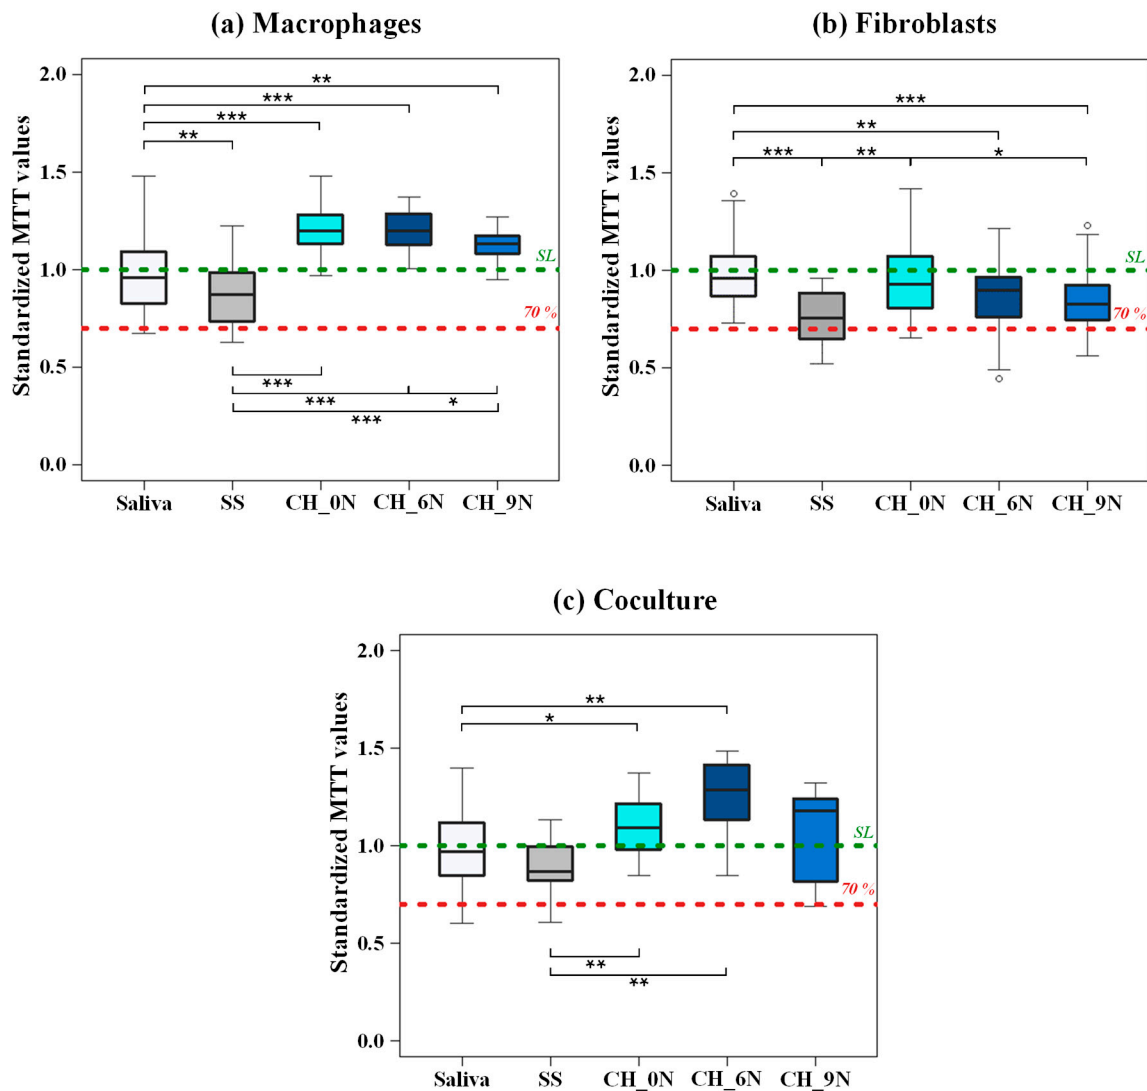 (a) Macrophages
Standardized MTT values
2.0
1.5
1.0
0.5
0.0
**
***
***
**
SL
70 %
***
***
*
***
Saliva SS CH_0N CH_6N CH_9N
(b) Fibroblasts
Standardized MTT values
2.0
1.5
1.0
0.5
0.0
***
**
*** ** *
SL
70 %
Saliva SS CH_0N CH_6N CH_9N
(c) Coculture
Standardized MTT values
2.0
1.5
1.0
0.5
0.0
**
*
SL
70 %
**
**
Saliva SS CH_0N CH_6N CH_9N